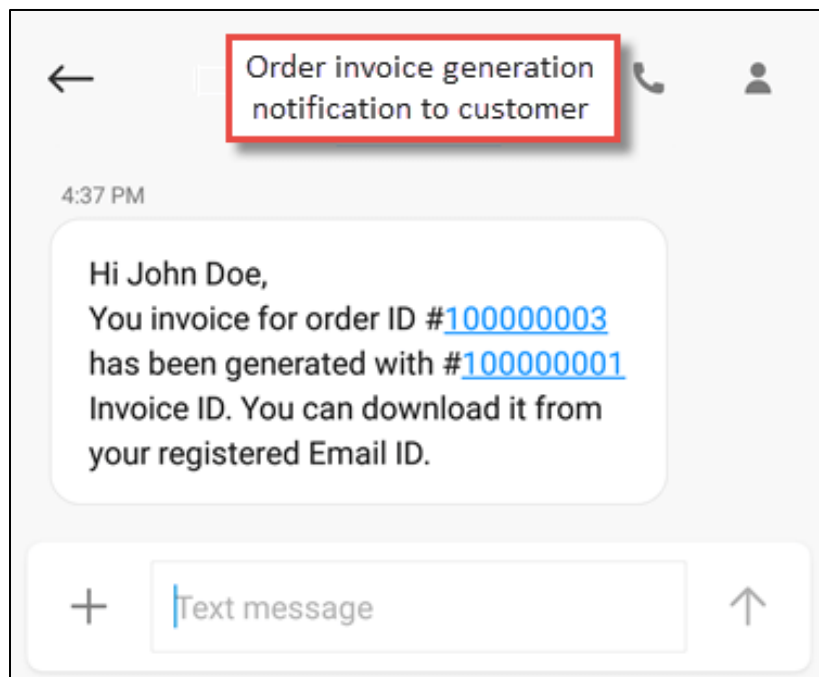 Order invoice generation
notification to customer
4:37 PM
Hi John Doe,
You invoice for order ID #100000003
has been generated with #100000001
Invoice ID. You can download it from
your registered Email ID.
Text message